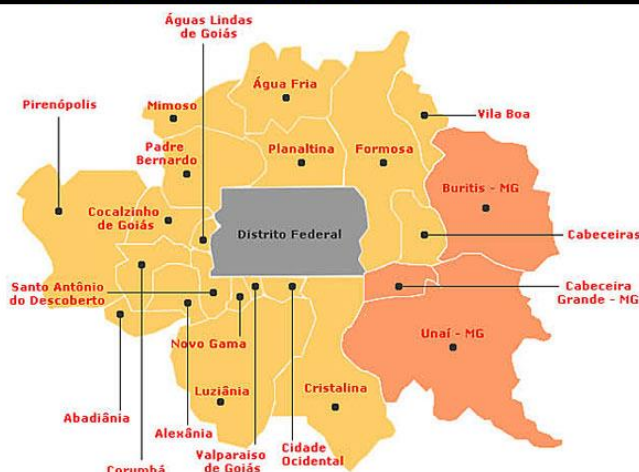 Águas Lindas
de Goiás
Água Fria
Pirenópolis
Mimoso
Vila Boa
Padre
Bernardo
Planaltina
Formosa
Buritis - MG
Cocalzinho
de Goiás
Distrito Federal
Cabeceiras
Santo Antônio
do Descoberto
Cabeceira
Grande - MG
Novo Gama
Unaí - MG
Luziânia
Cristalina
Abadiânia
Alexânia
Valparaiso
de Goiás
Cidade
Ocidental
Corumbá